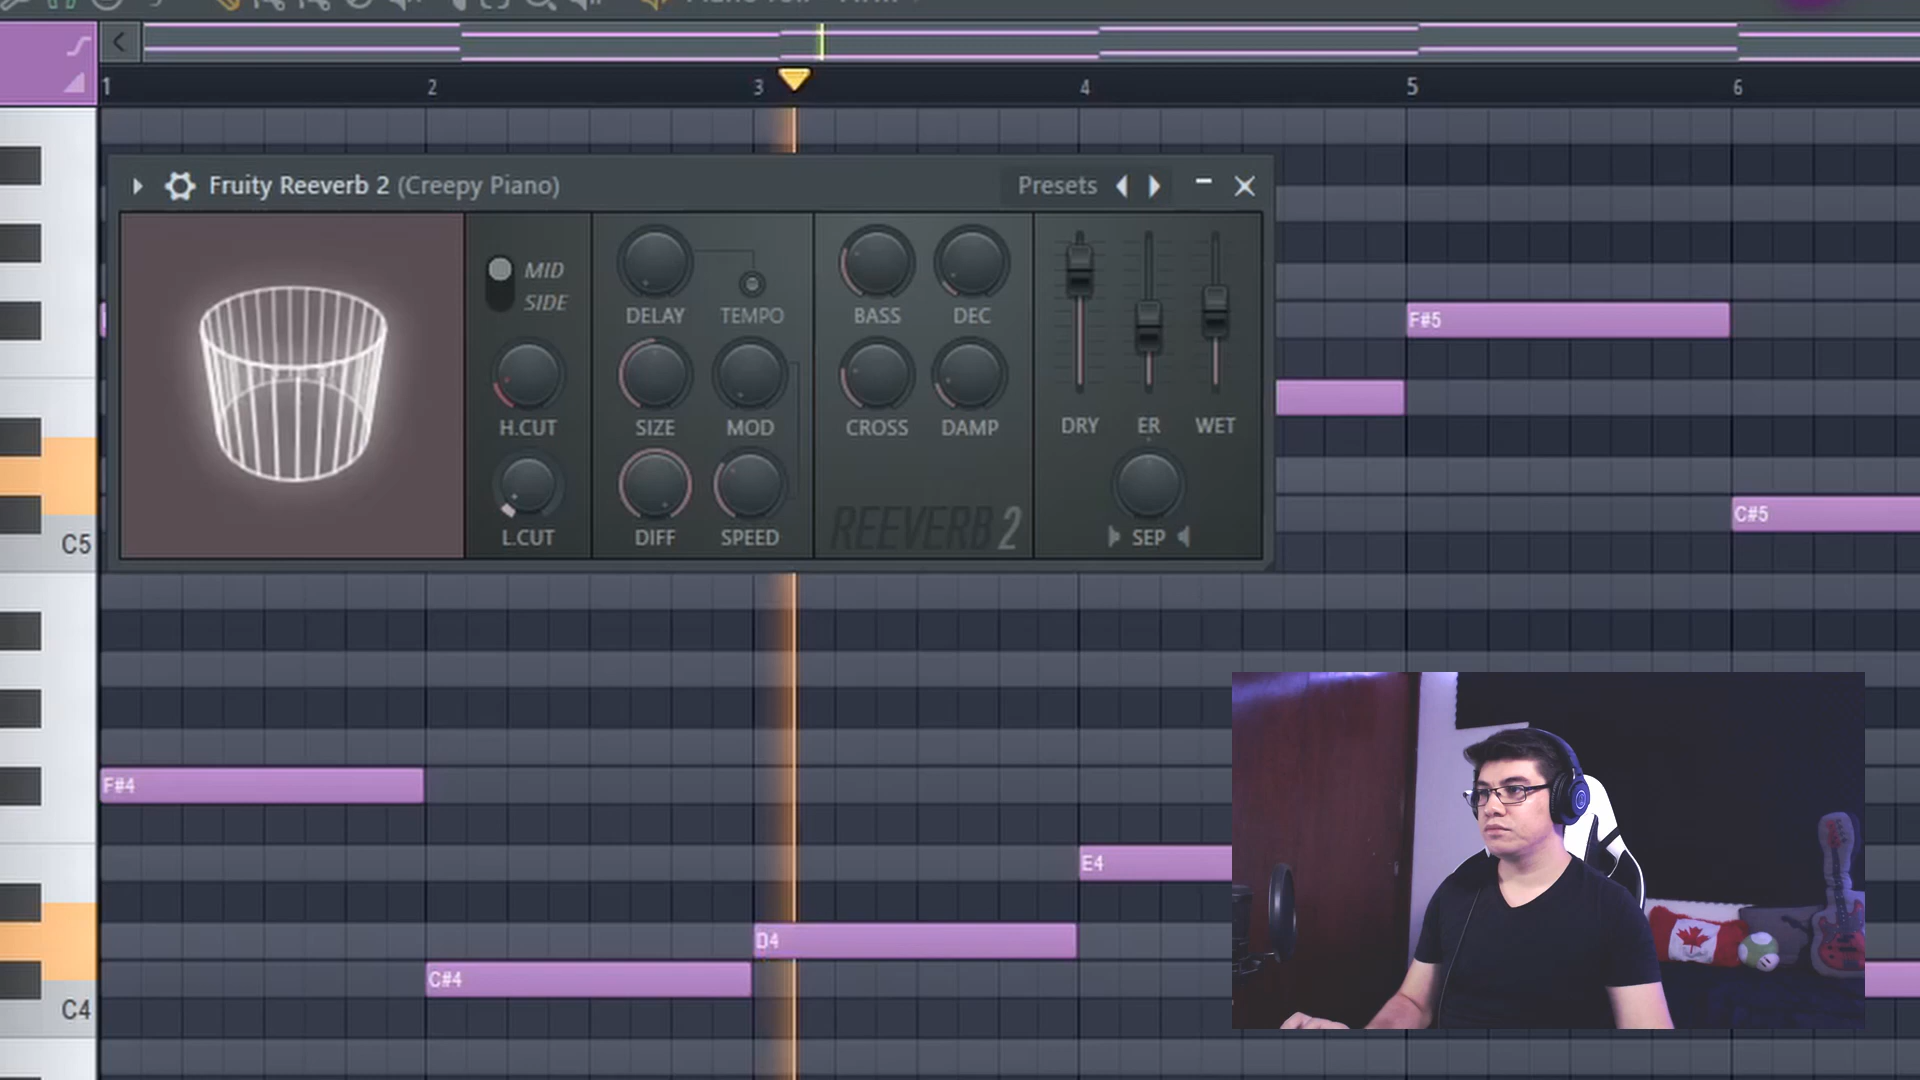 1 2 3 4 5 6
Fruity Reeverb 2 (Creepy Piano) Presets
MID
SIDE
DELAY TEMPO BASS DEC
H.CUT SIZE MOD CROSS DAMP DRY ER WET
L.CUT DIFF SPEED REEVERB 2 SEP
F#5
C#5
C5
F#4
E4
D4
C#4
C4